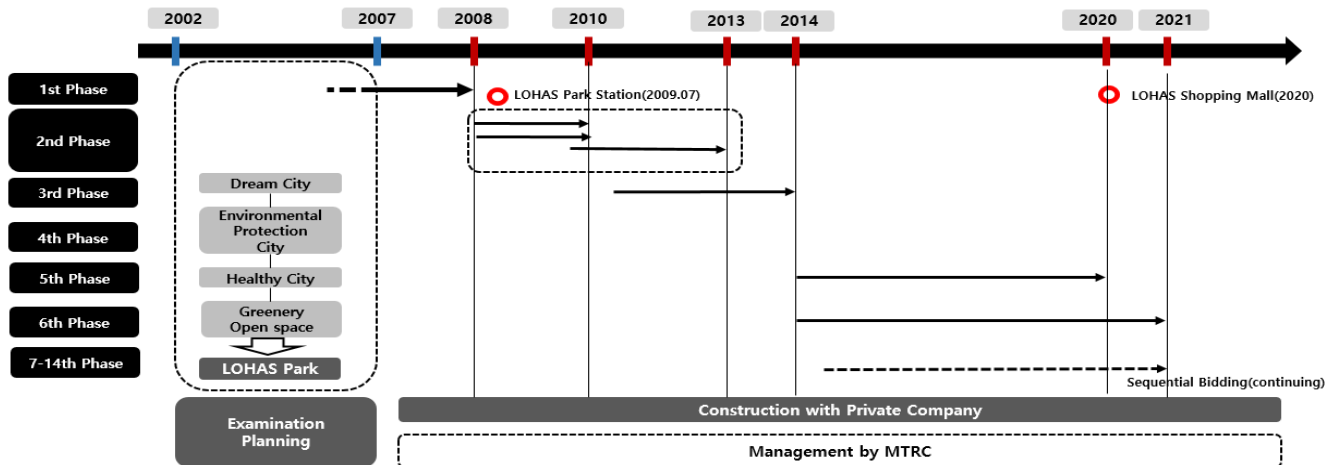 2002
2007
2008
2010
2013
2014
2020
2021
1st Phase
LOHAS Park Station(2009.07)
LOHAS Shopping Mall(2020)
2nd Phase
3rd Phase
4th Phase
5th Phase
6th Phase
7-14th Phase
Dream City
Environmental
Protection
City
Healthy City
Greenery
Open space
LOHAS Park
Sequential Bidding(continuing)
Examination
Planning
Construction with Private Company
Management by MTRC